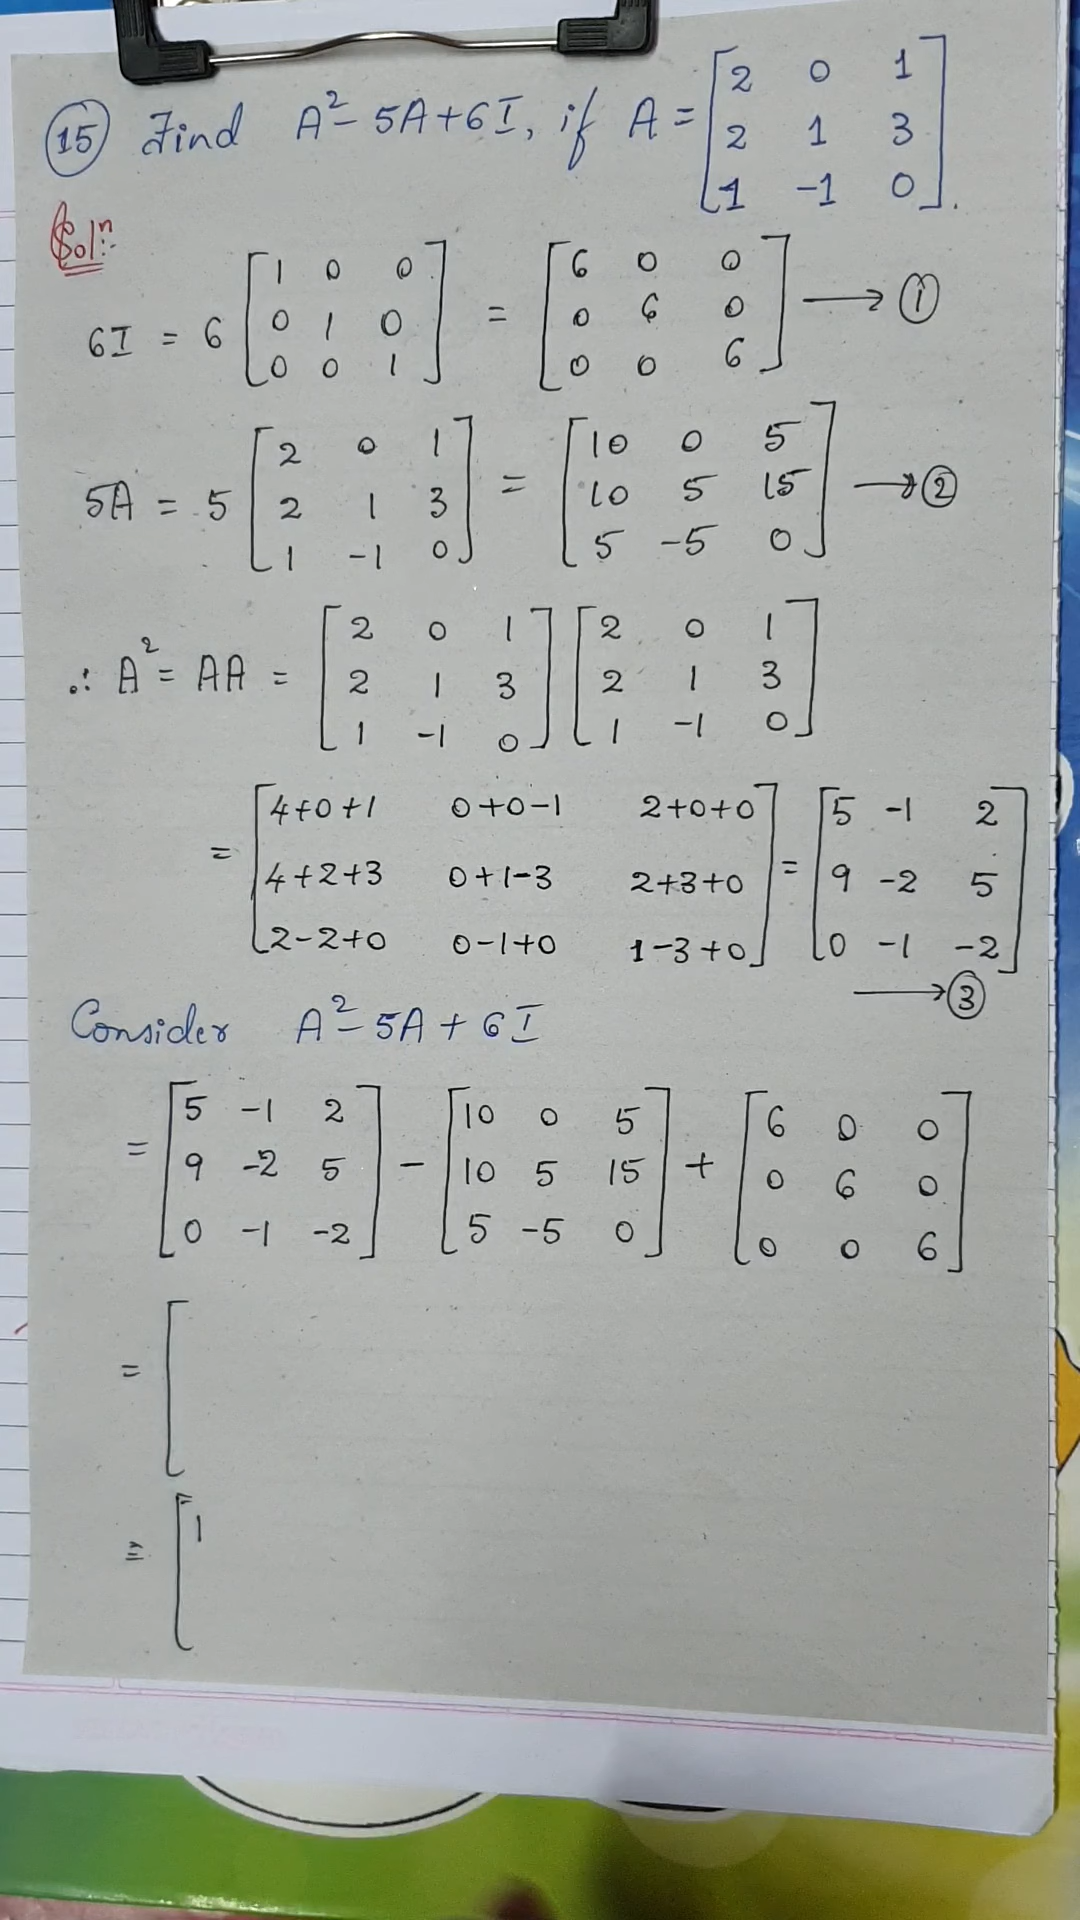 (15) Find A² - 5A + 6I, if A = [2 0 1
2 1 3
1 -1 0].
Solⁿ:-
6I = 6 [1 0 0
0 1 0
0 0 1] = [6 0 0
0 6 0
0 0 6] → (1)
5A = 5 [2 0 1
2 1 3
1 -1 0] = [10 0 5
10 5 15
5 -5 0] → (2)
∴ A² = AA = [2 0 1
2 1 3
1 -1 0] [2 0 1
2 1 3
1 -1 0]
= [4+0+1 0+0-1 2+0+0
4+2+3 0+1-3 2+3+0
2-2+0 0-1+0 1-3+0] = [5 -1 2
9 -2 5
0 -1 -2]
→ (3)
Consider A² - 5A + 6I
= [5 -1 2
9 -2 5
0 -1 -2] - [10 0 5
10 5 15
5 -5 0] + [6 0 0
0 6 0
0 0 6]
= [
= [1